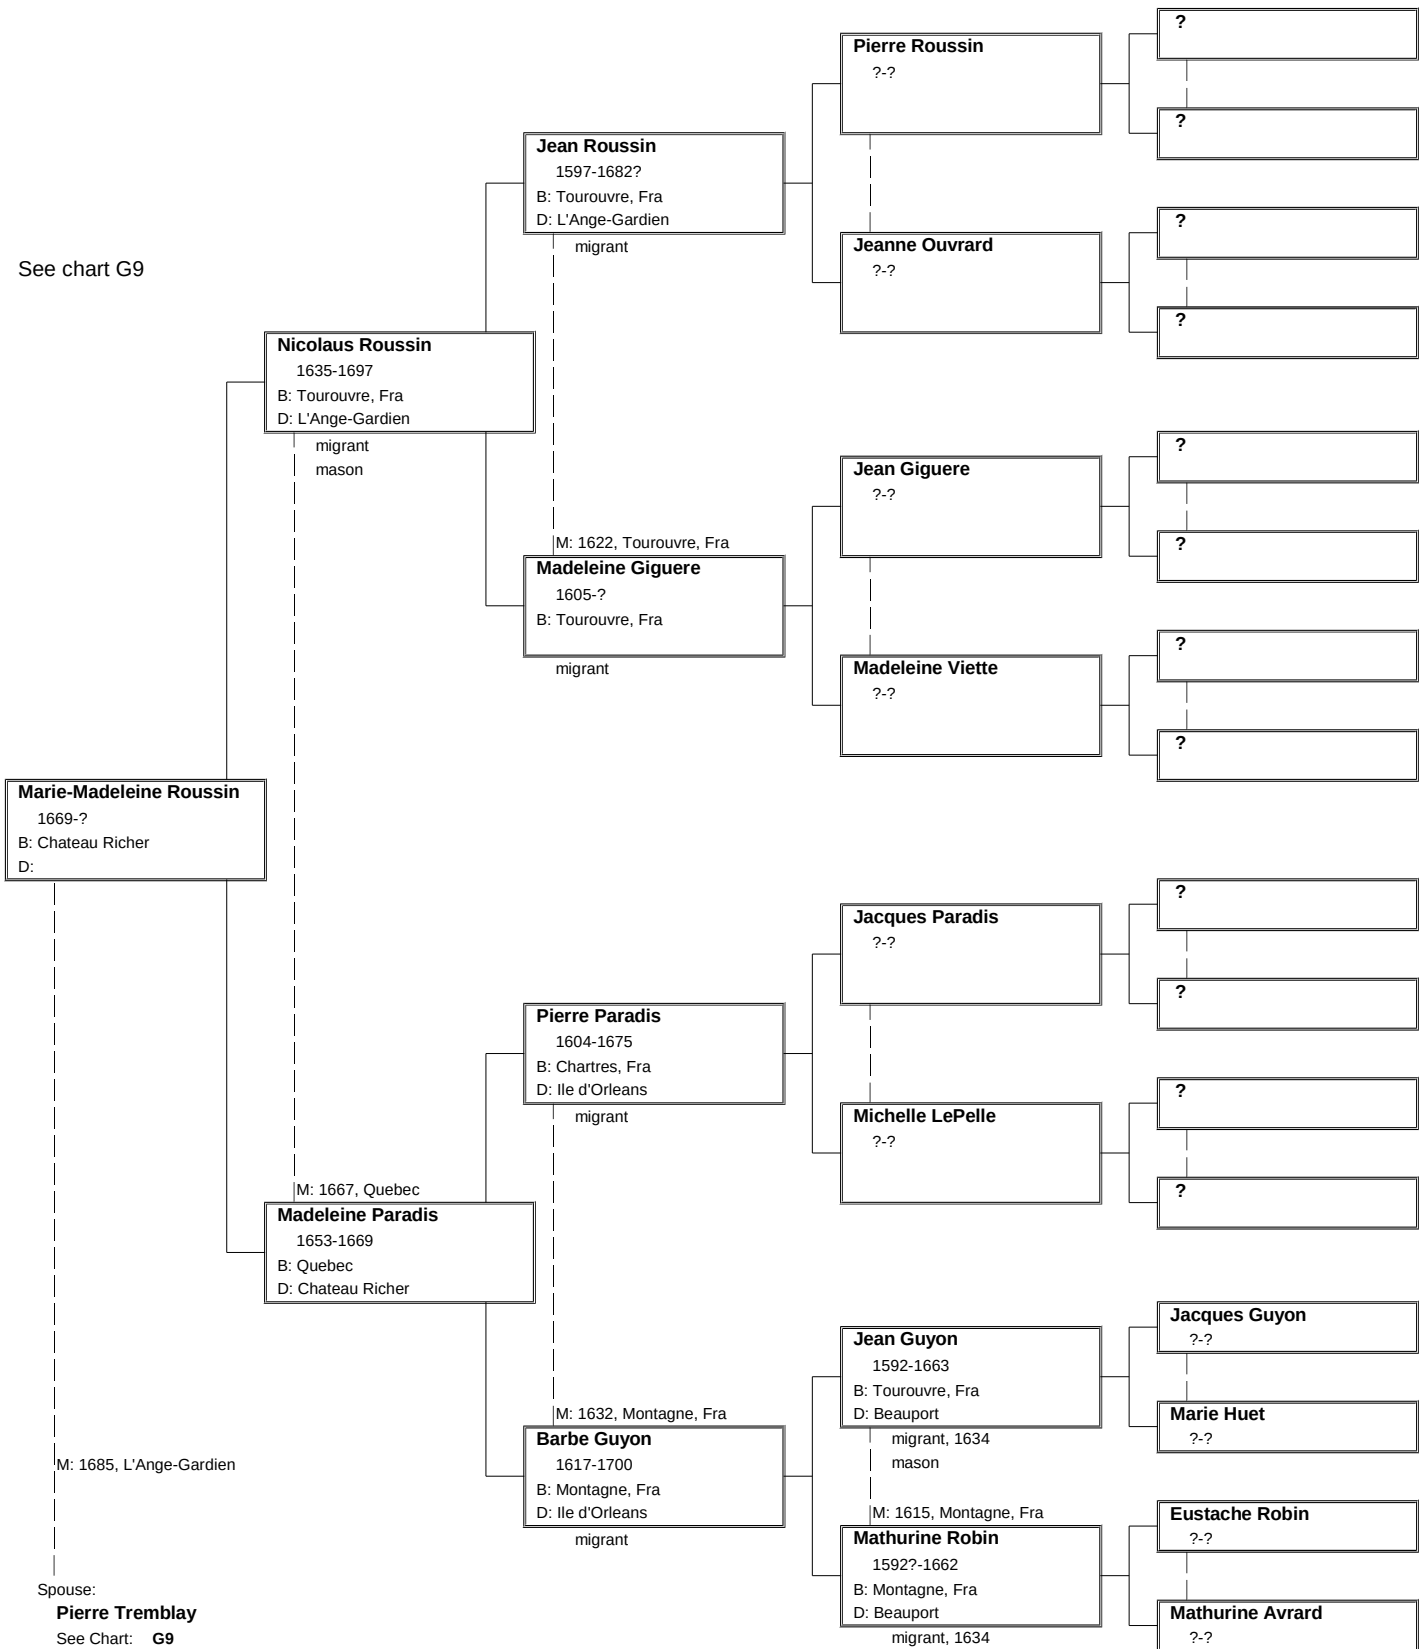 ?
Pierre Roussin
?-?
?
Jean Roussin
1597-1682?
B: Tourouvre, Fra
D: L'Ange-Gardien
migrant
?
Jeanne Ouvrard
?-?
?
See chart G9
Nicolaus Roussin
1635-1697
B: Tourouvre, Fra
D: L'Ange-Gardien
migrant
mason
?
Jean Giguere
?-?
?
M: 1622, Tourouvre, Fra
Madeleine Giguere
1605-?
B: Tourouvre, Fra
migrant
?
Madeleine Viette
?-?
?
Marie-Madeleine Roussin
1669-?
B: Chateau Richer
D:
?
Jacques Paradis
?-?
?
Pierre Paradis
1604-1675
B: Chartres, Fra
D: Ile d'Orleans
migrant
?
Michelle LePelle
?-?
?
M: 1667, Quebec
Madeleine Paradis
1653-1669
B: Quebec
D: Chateau Richer
Jacques Guyon
?-?
Jean Guyon
1592-1663
B: Tourouvre, Fra
D: Beauport
migrant, 1634
mason
Marie Huet
?-?
M: 1632, Montagne, Fra
Barbe Guyon
1617-1700
B: Montagne, Fra
D: Ile d'Orleans
migrant
M: 1615, Montagne, Fra
Eustache Robin
?-?
Mathurine Robin
1592?-1662
B: Montagne, Fra
D: Beauport
migrant, 1634
Mathurine Avrard
?-?
M: 1685, L'Ange-Gardien
Spouse:
Pierre Tremblay
See Chart: G9